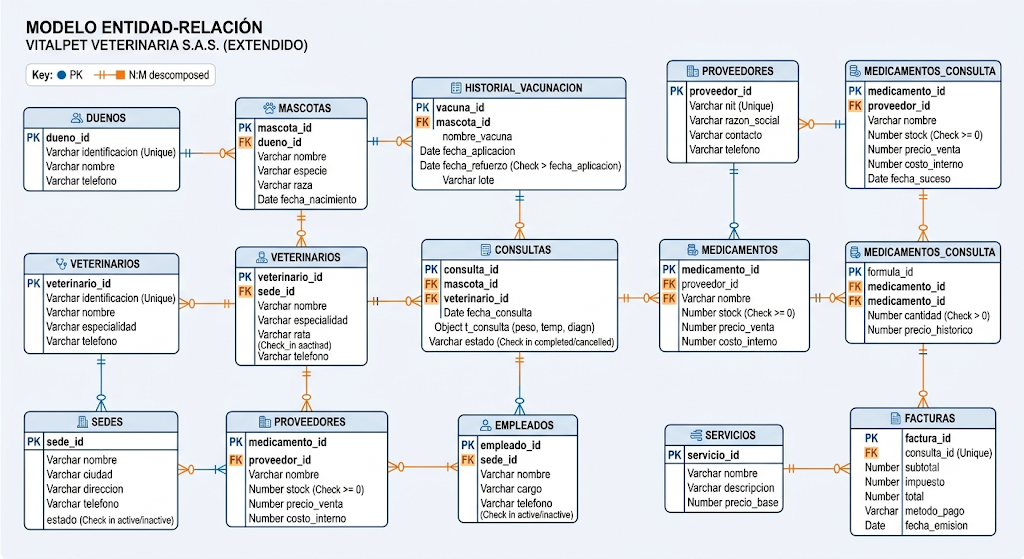 MODELO ENTIDAD-RELACIÓN
VITALPET VETERINARIA S.A.S. (EXTENDIDO)
Key: PK N:M descomposed
DUENOS
PK dueno_id
Varchar identificacion (Unique)
Varchar nombre
Varchar telefono
MASCOTAS
PK mascota_id
FK dueno_id
Varchar nombre
Varchar especie
Varchar raza
Date fecha_nacimiento
HISTORIAL_VACUNACION
PK vacuna_id
FK mascota_id
nombre_vacuna
Date fecha_aplicacion
Date fecha_refuerzo (Check > fecha_aplicacion)
Varchar lote
PROVEEDORES
PK proveedor_id
Varchar nit (Unique)
Varchar razon_social
Varchar contacto
Varchar telefono
MEDICAMENTOS_CONSULTA
PK medicamento_id
FK proveedor_id
Varchar nombre
Number stock (Check >= 0)
Number precio_venta
Number costo_interno
Date fecha_suceso
VETERINARIOS
PK veterinario_id
Varchar identificacion (Unique)
Varchar nombre
Varchar especialidad
Varchar telefono
VETERINARIOS
PK veterinario_id
FK sede_id
Varchar nombre
Varchar especialidad
Varchar rata
(Check_in aacthad)
Varchar telefono
CONSULTAS
PK consulta_id
FK mascota_id
FK veterinario_id
Date fecha_consulta
Object t_consulta (peso, temp, diagn)
Varchar estado (Check in completed/cancelled)
MEDICAMENTOS
PK medicamento_id
FK proveedor_id
FK Varchar nombre
Number stock (Check >= 0)
Number precio_venta
Number costo_interno
MEDICAMENTOS_CONSULTA
PK formula_id
FK medicamento_id
FK medicamento_id
Number cantidad (Check > 0)
Number precio_historico
SEDES
PK sede_id
Varchar nombre
Varchar ciudad
Varchar direccion
Varchar telefono
estado (Check in active/inactive)
PROVEEDORES
PK medicamento_id
FK proveedor_id
Varchar nombre
Number stock (Check >= 0)
Number precio_venta
Number costo_interno
EMPLEADOS
PK empleado_id
FK sede_id
Varchar nombre
Varchar cargo
Varchar telefono
(Check in active/inactive)
SERVICIOS
PK servicio_id
Varchar nombre
Varchar descripcion
Number precio_base
FACTURAS
PK factura_id
FK consulta_id (Unique)
Number subtotal
Number impuesto
Number total
Varchar metodo_pago
Date fecha_emision